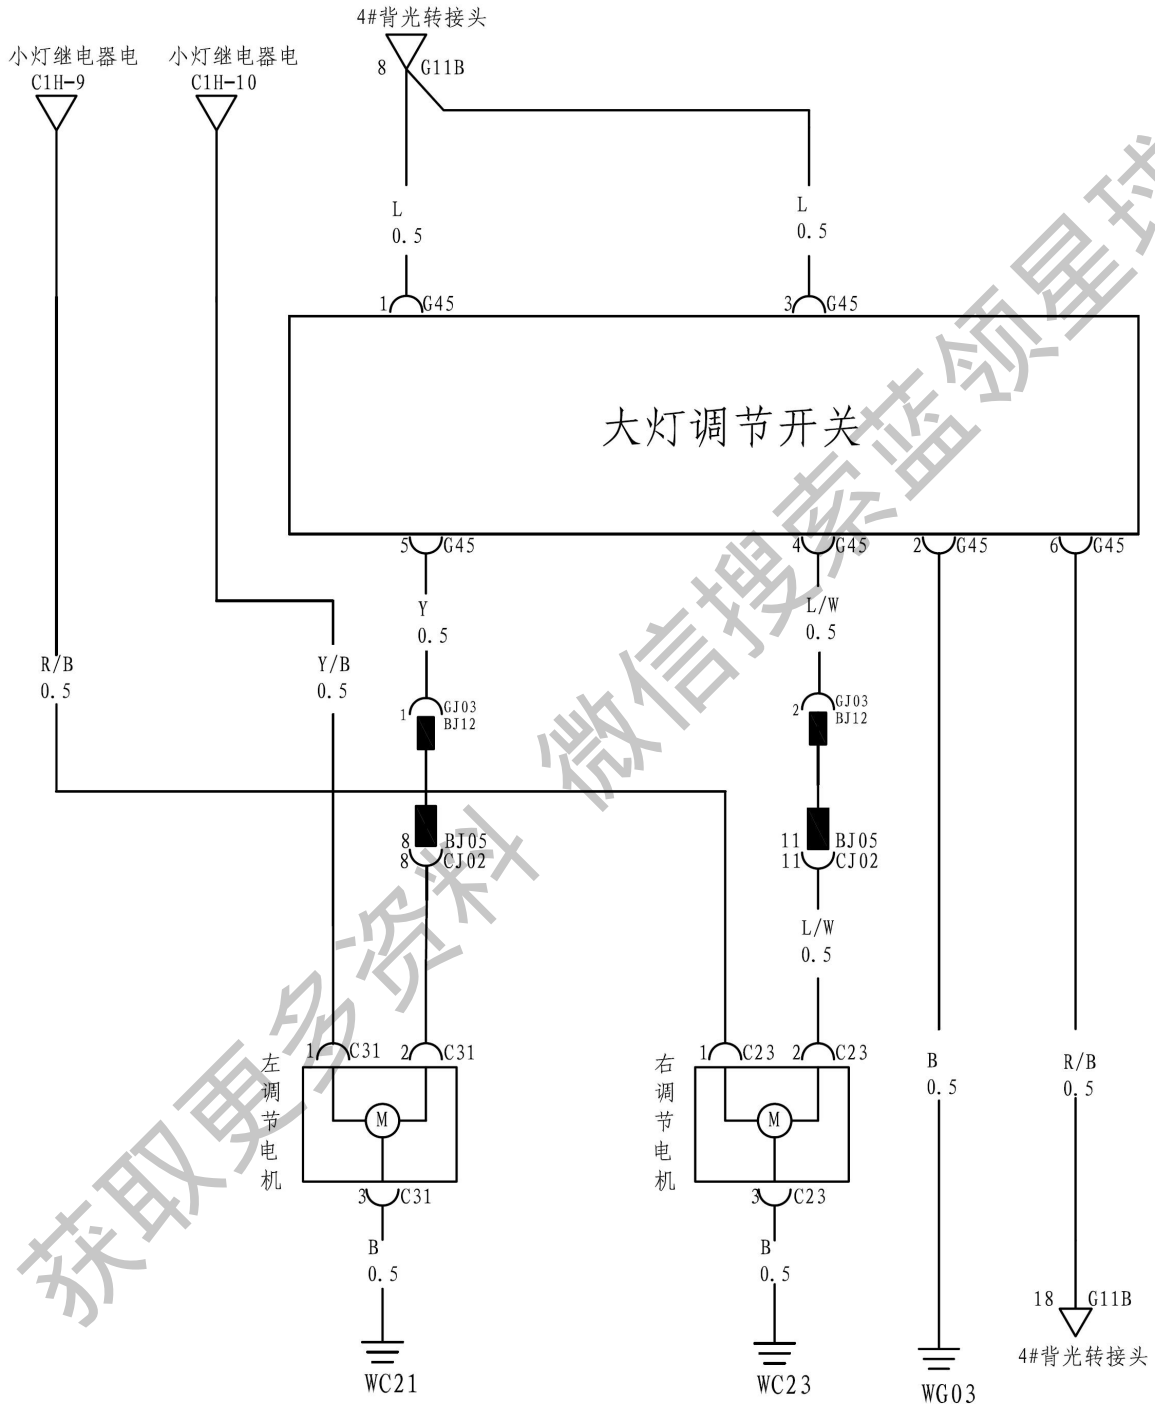 4#背光转接头
小灯继电器电
C1H-9
小灯继电器电
C1H-10
8 G11B
L
0.5
L
0.5
1 G45
3 G45
大灯调节开关
5 G45
4 G45
2 G45
6 G45
Y
0.5
L/W
0.5
R/B
0.5
Y/B
0.5
1 GJ03
BJ12
2 GJ03
BJ12
8 BJ05
8 CJ02
11 BJ05
11 CJ02
L/W
0.5
1 C31
2 C31
左调节电机
M
3 C31
1 C23
2 C23
右调节电机
M
3 C23
B
0.5
R/B
0.5
B
0.5
B
0.5
WC21
WC23
WG03
18 G11B
4#背光转接头
获取更多资料 微信搜索蓝领星球